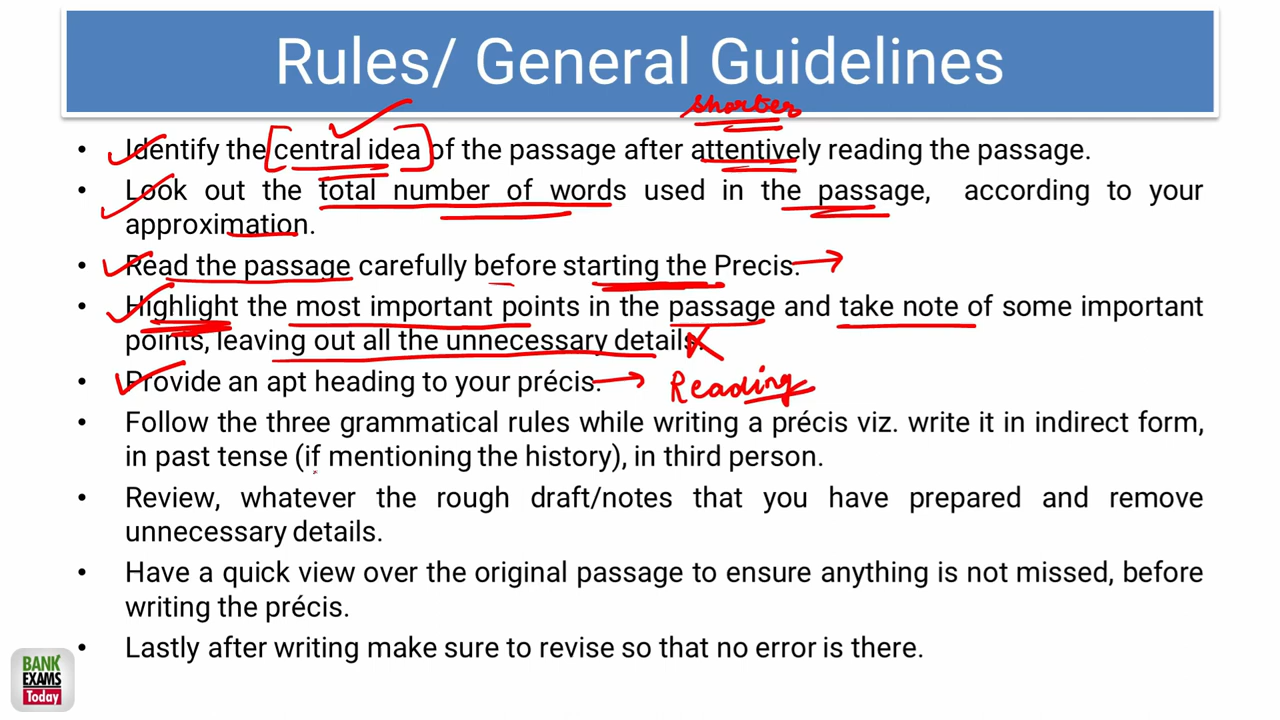 Rules/ General Guidelines
shorter
• Identify the [central idea] of the passage after attentively reading the passage.
• Look out the total number of words used in the passage, according to your
approximation.
• Read the passage carefully before starting the Precis.
• Highlight the most important points in the passage and take note of some important
points, leaving out all the unnecessary details.
• Provide an apt heading to your précis. → Reading
• Follow the three grammatical rules while writing a précis viz. write it in indirect form,
in past tense (if mentioning the history), in third person.
• Review, whatever the rough draft/notes that you have prepared and remove
unnecessary details.
• Have a quick view over the original passage to ensure anything is not missed, before
writing the précis.
• Lastly after writing make sure to revise so that no error is there.
BANK
EXAMS
Today